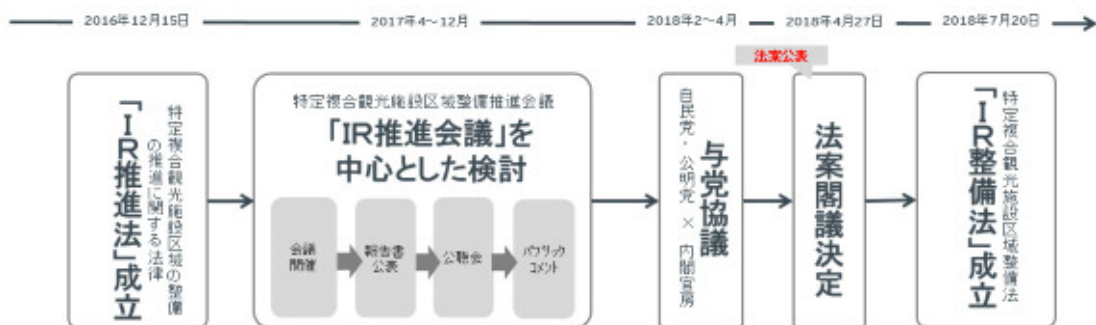 2016年12月15日
2017年4～12月
2018年2～4月
2018年4月27日
2018年7月20日
法案公表
特定複合観光施設区域の整備
の推進に関する法律
「IR推進法」成立
特定複合観光施設区域整備推進会議
「IR推進会議」を
中心とした検討
会議
開催
報告書
公表
公聴会
パブリック
コメント
与党協議
自民党・公明党 × 内閣官房
法案閣議決定
特定複合観光施設区域整備法
「IR整備法」成立